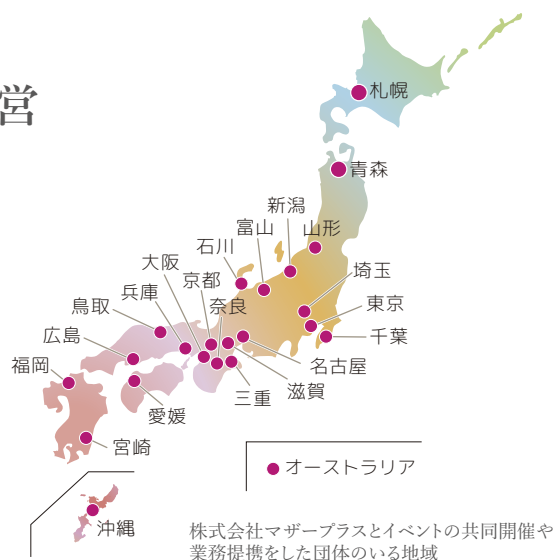 営
札幌
青森
新潟
富山
山形
石川
大阪
京都
埼玉
兵庫
奈良
東京
鳥取
広島
千葉
福岡
名古屋
滋賀
三重
愛媛
宮崎
オーストラリア
沖縄
株式会社マザープラスとイベントの共同開催や
業務提携をした団体のいる地域